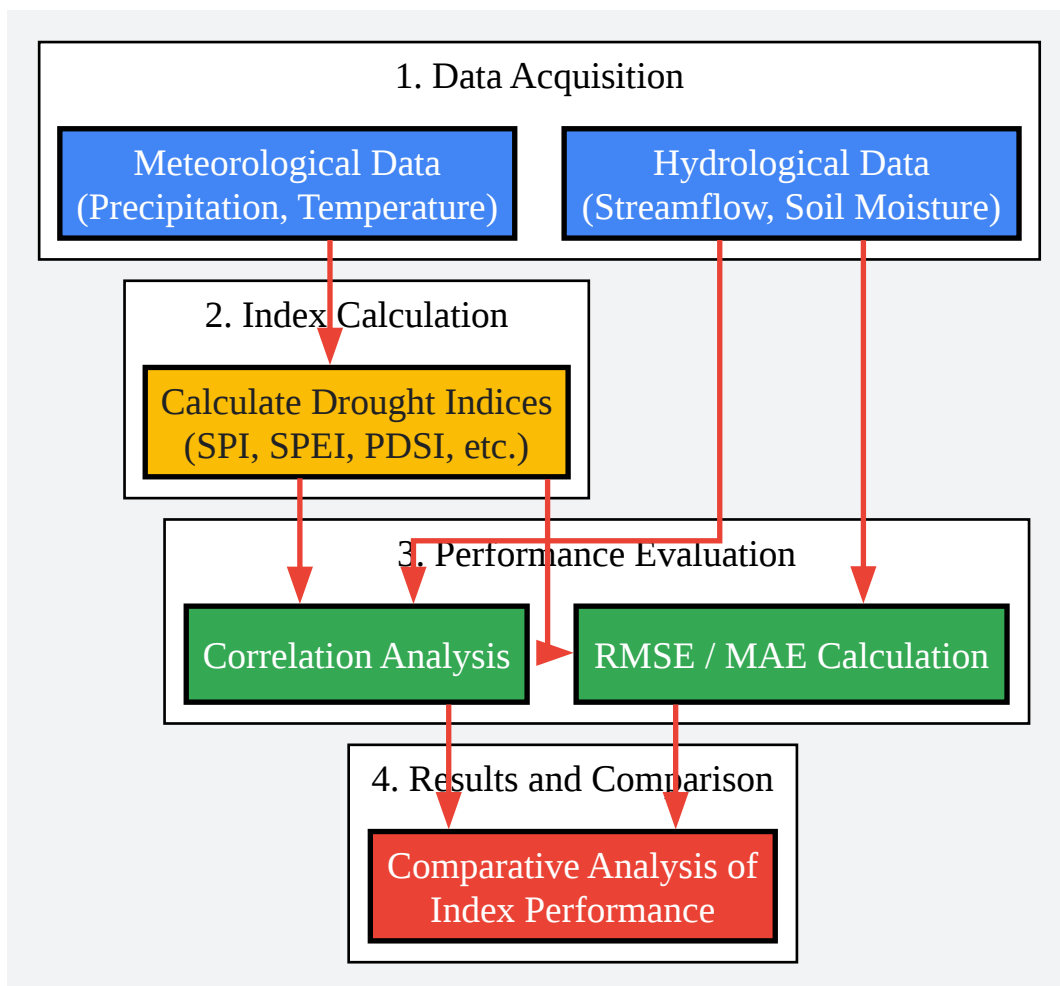 1. Data Acquisition
Meteorological Data
(Precipitation, Temperature)
Hydrological Data
(Streamflow, Soil Moisture)
2. Index Calculation
Calculate Drought Indices
(SPI, SPEI, PDSI, etc.)
3. Performance Evaluation
Correlation Analysis
RMSE / MAE Calculation
4. Results and Comparison
Comparative Analysis of
Index Performance